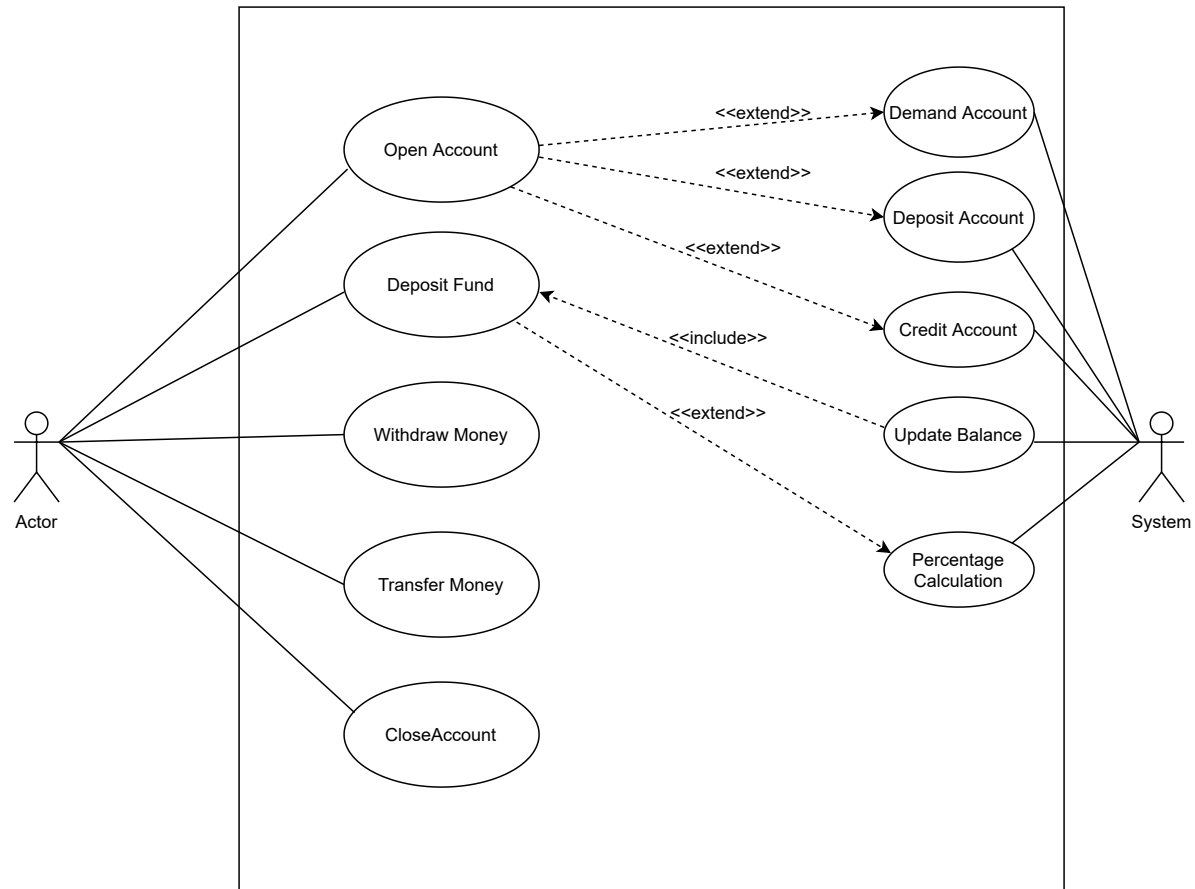 <<extend>>
Demand Account
Open Account
<<extend>>
Deposit Account
<<extend>>
Deposit Fund
Credit Account
<<include>>
<<extend>>
Withdraw Money
Update Balance
Actor
System
Percentage
Calculation
Transfer Money
CloseAccount